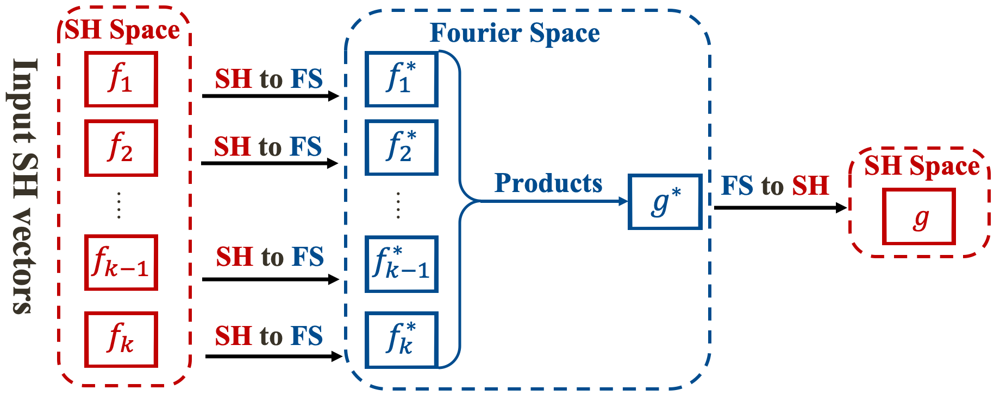 Input SH vectors
SH Space
f₁
f₂
⋮
fₖ₋₁
fₖ
SH to FS
SH to FS
SH to FS
SH to FS
Fourier Space
f₁*
f₂*
⋮
fₖ₋₁*
fₖ*
Products
g*
FS to SH
SH Space
g